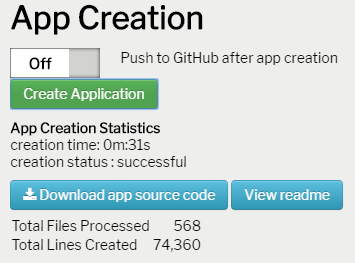 App Creation
Off Push to GitHub after app creation
Create Application
App Creation Statistics
creation time: 0m:31s
creation status : successful
Download app source code View readme
Total Files Processed 568
Total Lines Created 74,360